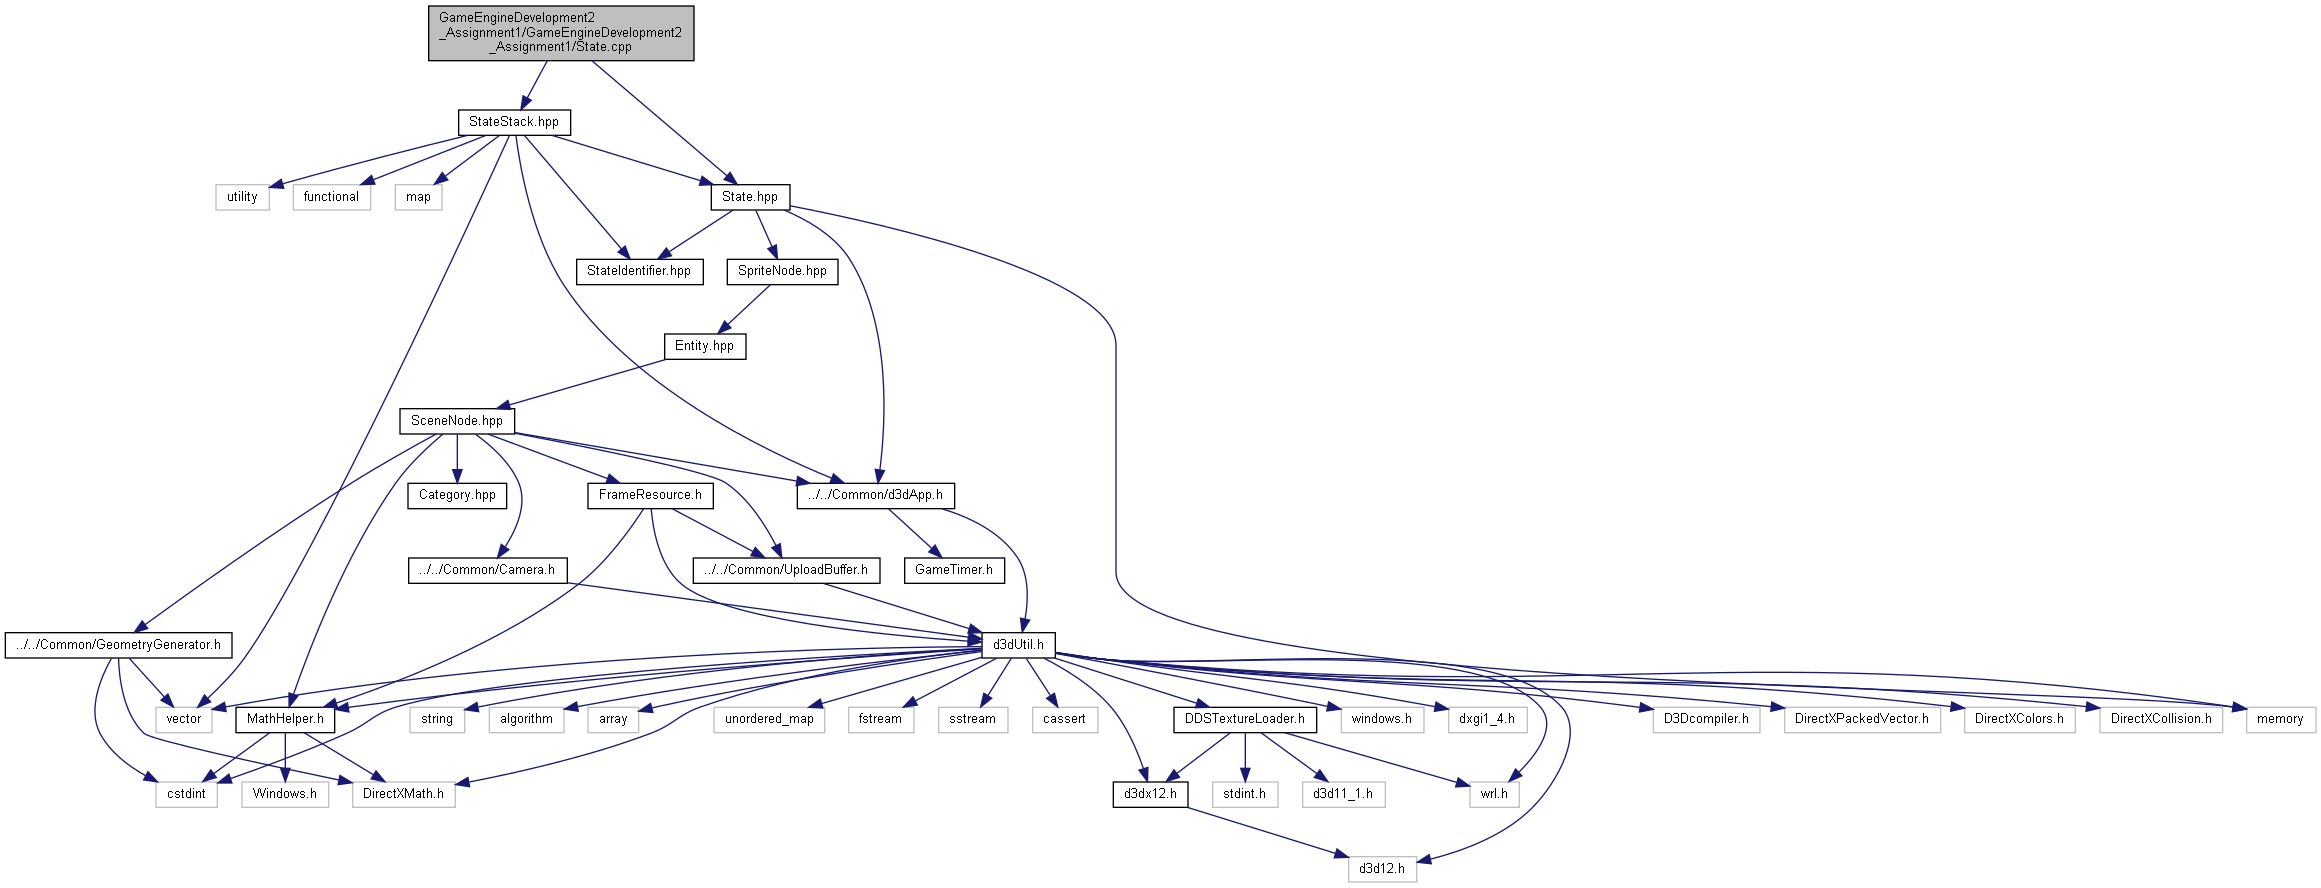 GameEngineDevelopment2
_Assignment1/GameEngineDevelopment2
_Assignment1/State.cpp
StateStack.hpp
utility
functional
map
State.hpp
StateIdentifier.hpp
SpriteNode.hpp
Entity.hpp
SceneNode.hpp
Category.hpp
FrameResource.h
../../Common/d3dApp.h
../../Common/Camera.h
../../Common/UploadBuffer.h
GameTimer.h
../../Common/GeometryGenerator.h
d3dUtil.h
vector
MathHelper.h
string
algorithm
array
unordered_map
fstream
sstream
cassert
DDSTextureLoader.h
windows.h
dxgi1_4.h
D3Dcompiler.h
DirectXPackedVector.h
DirectXColors.h
DirectXCollision.h
memory
cstdint
Windows.h
DirectXMath.h
d3dx12.h
stdint.h
d3d11_1.h
wrl.h
d3d12.h